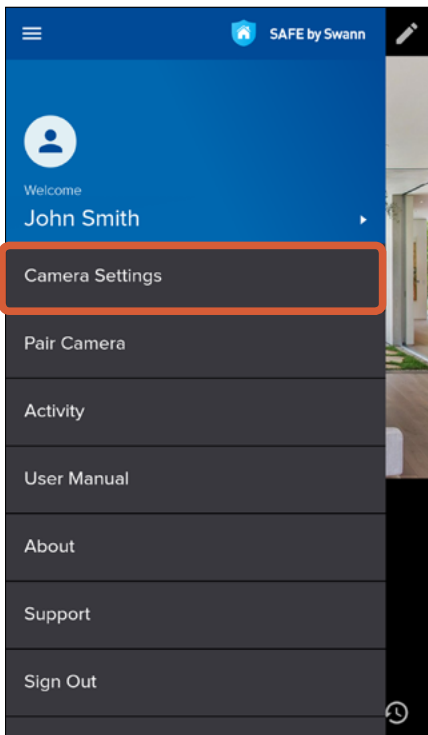 SAFE by Swann
Welcome
John Smith
Camera Settings
Pair Camera
Activity
User Manual
About
Support
Sign Out